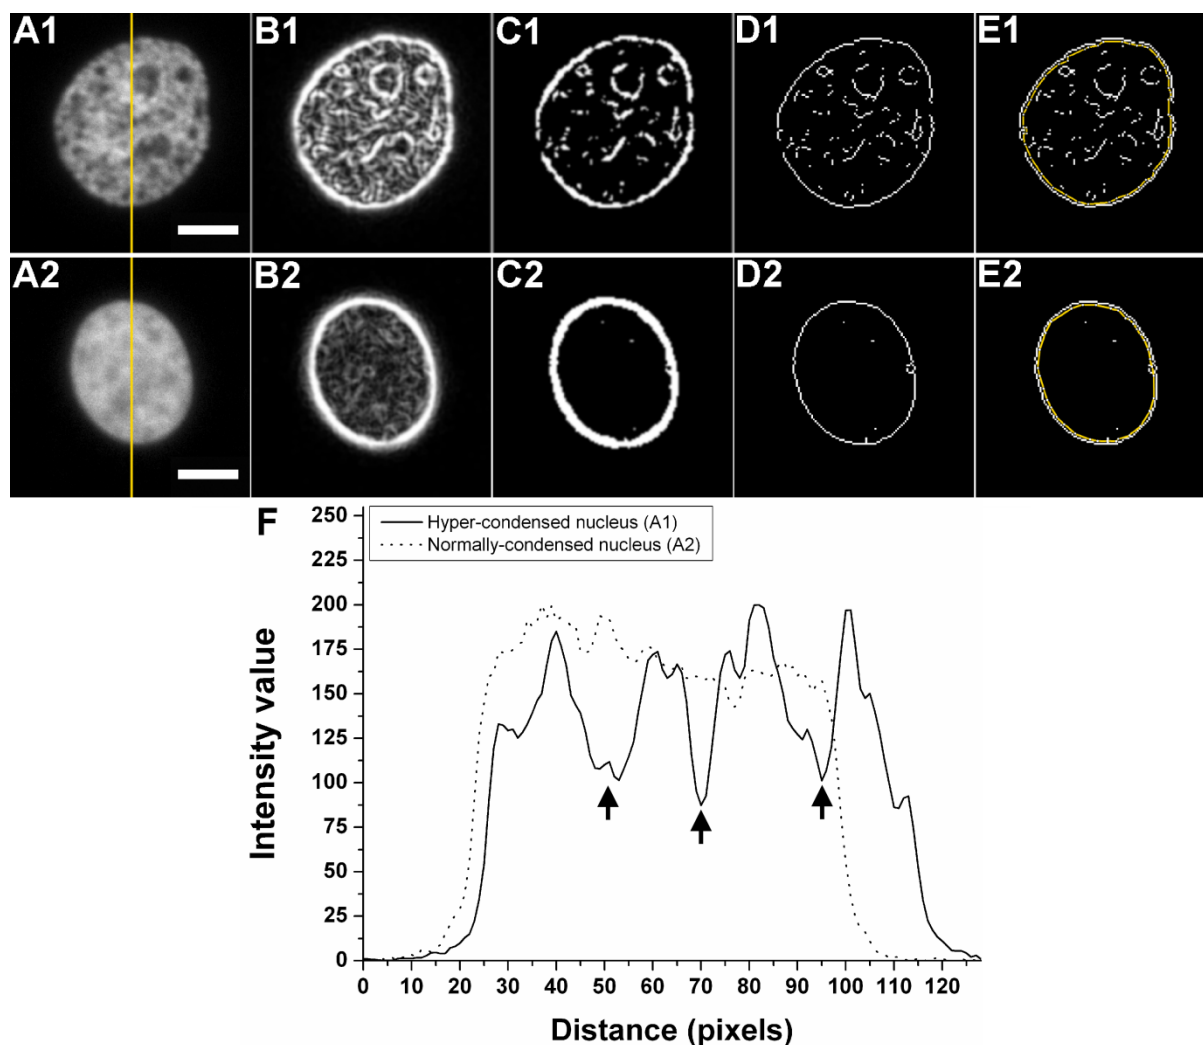 A1 B1 C1 D1 E1
A2 B2 C2 D2 E2
F
Hyper-condensed nucleus (A1)
Normally-condensed nucleus (A2)
250
225
200
175
150
125
100
75
50
25
0
Intensity value
0 10 20 30 40 50 60 70 80 90 100 110 120
Distance (pixels)